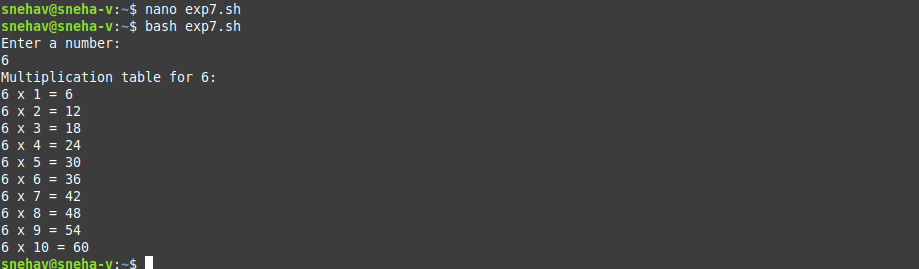 snehav@sneha-v:~$ nano exp7.sh
snehav@sneha-v:~$ bash exp7.sh
Enter a number:
6
Multiplication table for 6:
6 x 1 = 6
6 x 2 = 12
6 x 3 = 18
6 x 4 = 24
6 x 5 = 30
6 x 6 = 36
6 x 7 = 42
6 x 8 = 48
6 x 9 = 54
6 x 10 = 60
snehav@sneha-v:~$